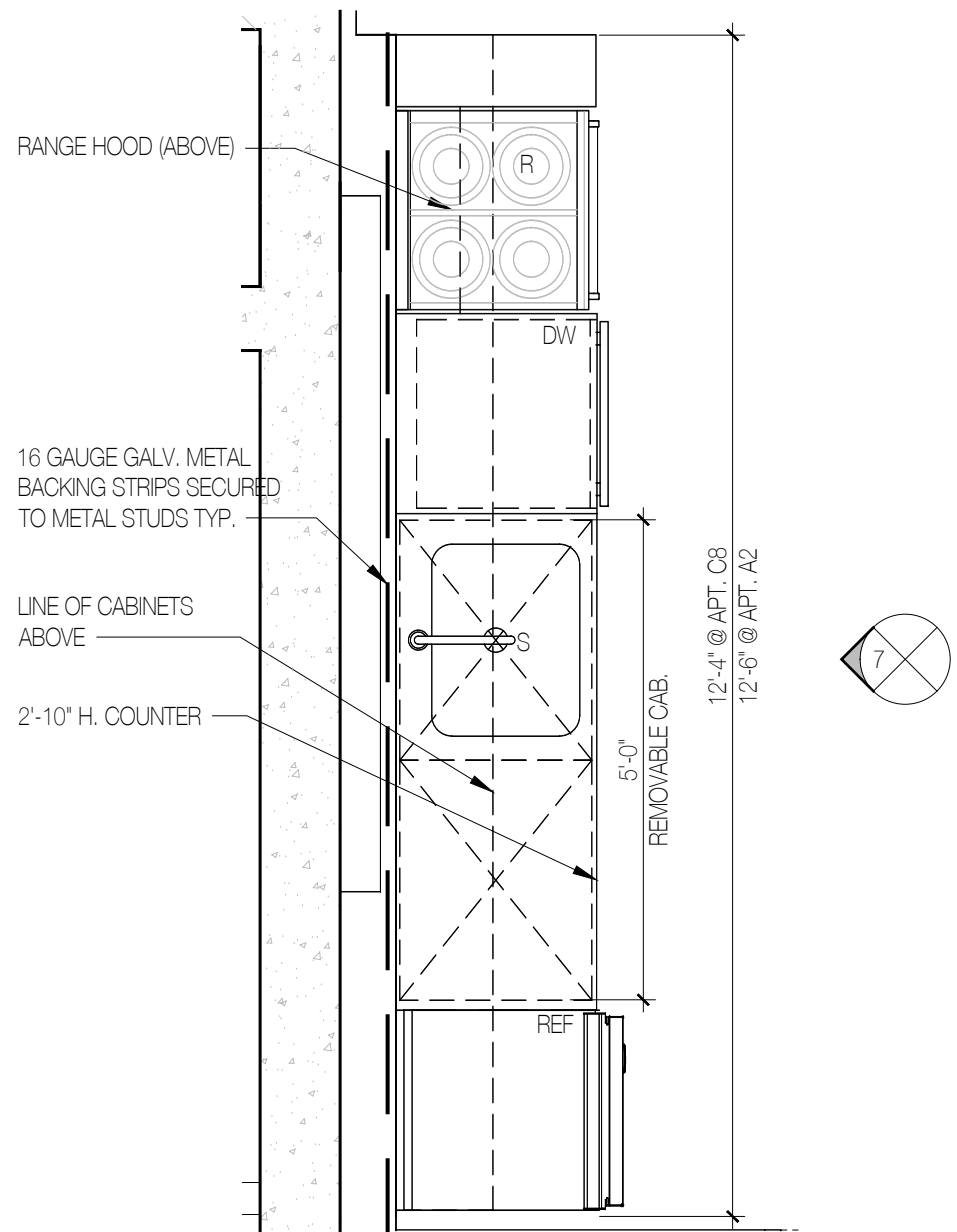 RANGE HOOD (ABOVE)
R
DW
16 GAUGE GALV. METAL
BACKING STRIPS SECURED
TO METAL STUDS TYP.
LINE OF CABINETS
ABOVE
S
2'-10" H. COUNTER
5'-0"
REMOVABLE CAB.
12'-4" @ APT. C8
12'-6" @ APT. A2
7
REF